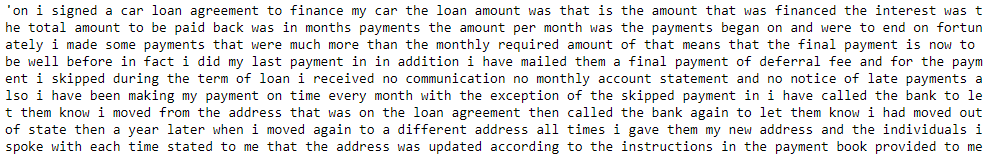 'on i signed a car loan agreement to finance my car the loan amount was that is the amount that was financed the interest was t
he total amount to be paid back was in months payments the amount per month was the payments began on and were to end on fortun
ately i made some payments that were much more than the monthly required amount of that means that the final payment is now to
be well before in fact i did my last payment in in addition i have mailed them a final payment of deferral fee and for the paym
ent i skipped during the term of loan i received no communication no monthly account statement and no notice of late payments a
lso i have been making my payment on time every month with the exception of the skipped payment in i have called the bank to le
t them know i moved from the address that was on the loan agreement then called the bank again to let them know i had moved out
of state then a year later when i moved again to a different address all times i gave them my new address and the individuals i
spoke with each time stated to me that the address was updated according to the instructions in the payment book provided to me